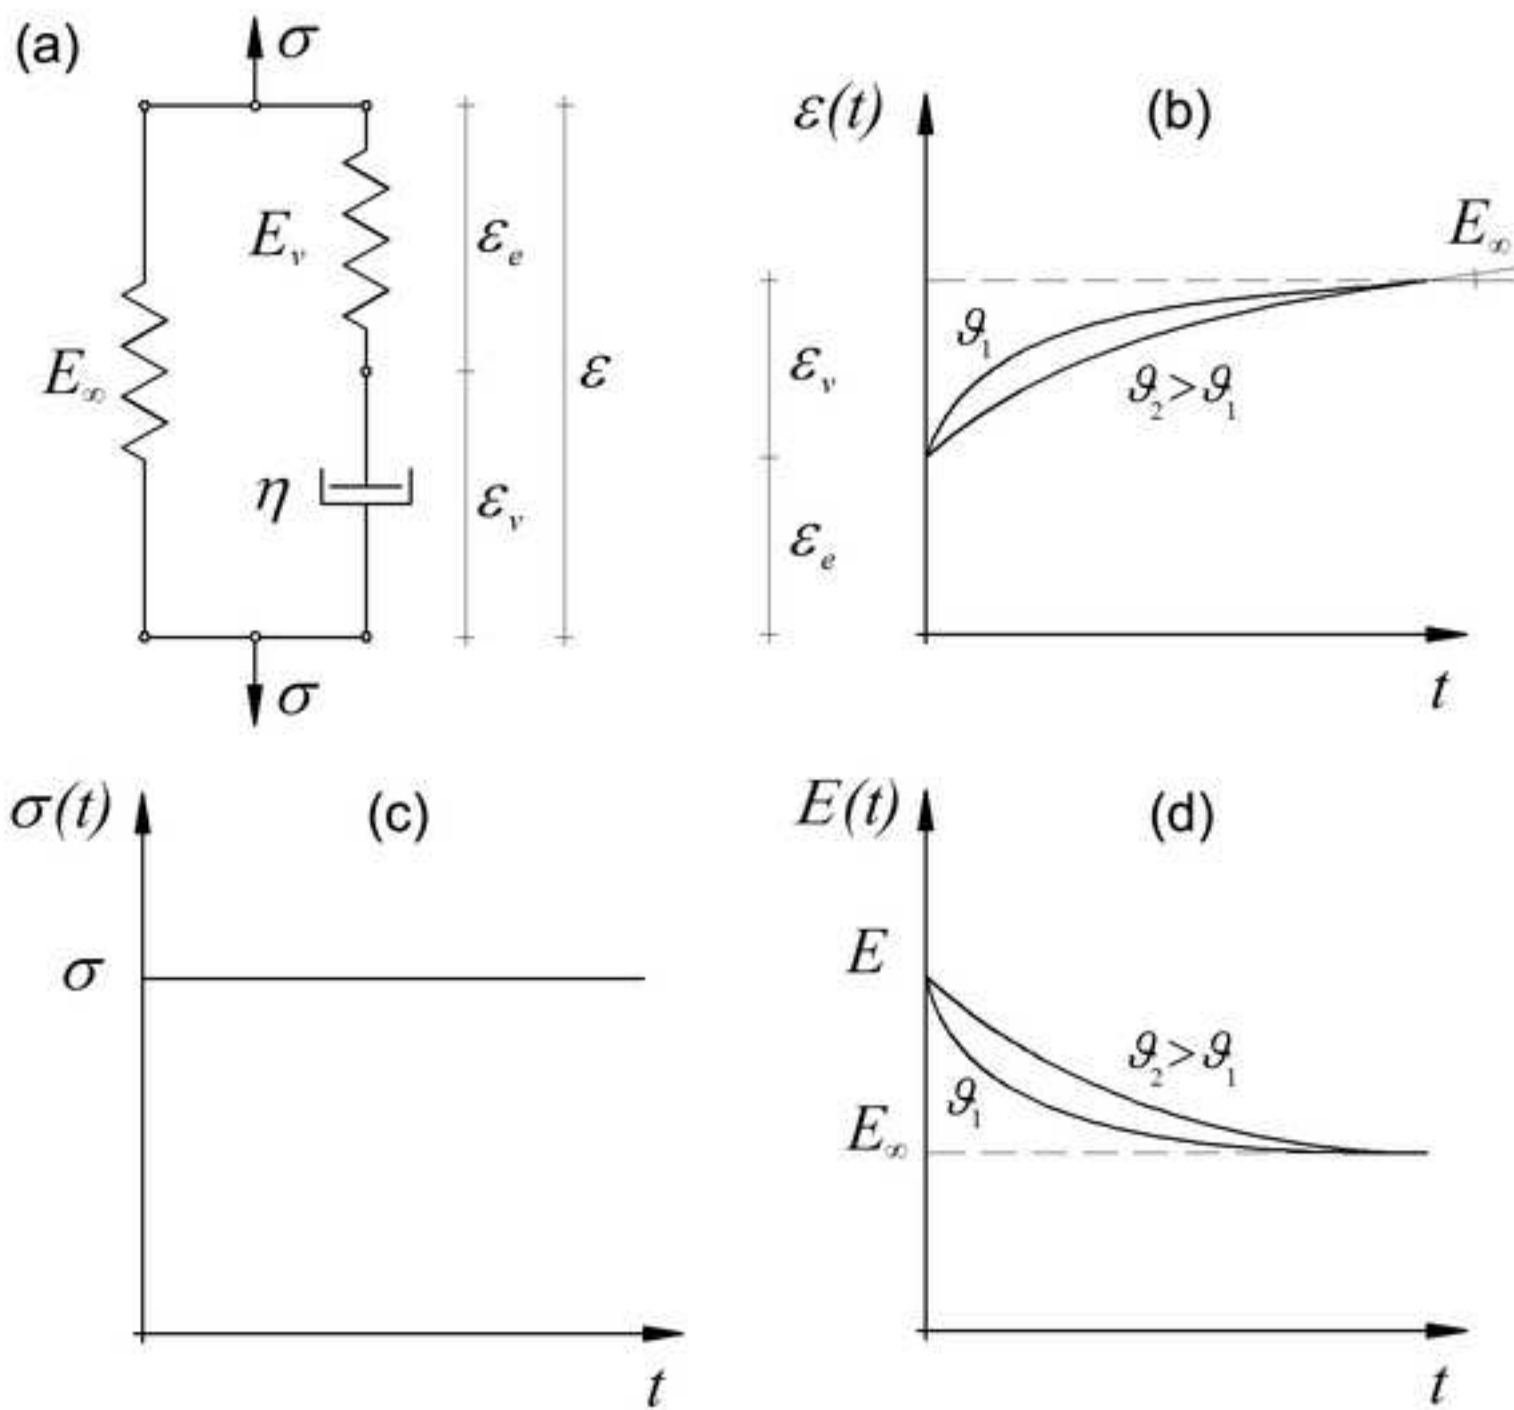 (a)
σ
E_v
ε_e
E_∞
ε
η
ε_v
σ
ε(t)
(b)
E_∞
ϑ_1
ε_v
ϑ_2>ϑ_1
ε_e
t
σ(t)
(c)
σ
t
E(t)
(d)
E
ϑ_2>ϑ_1
ϑ_1
E_∞
t